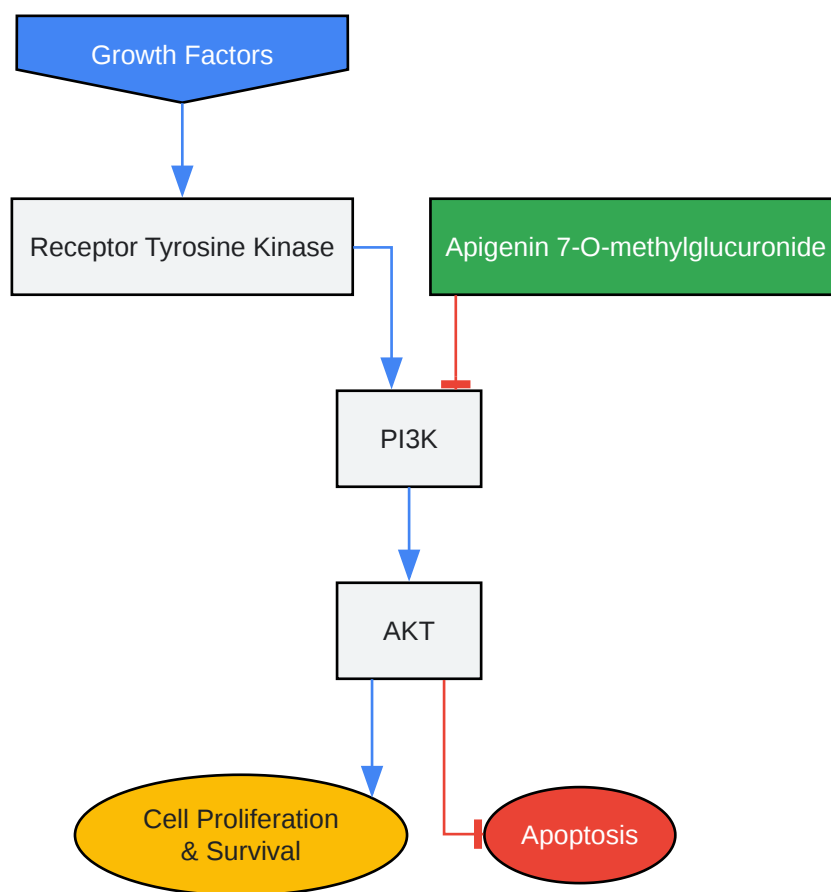 Growth Factors
Receptor Tyrosine Kinase
Apigenin 7-O-methylglucuronide
PI3K
AKT
Cell Proliferation
& Survival
Apoptosis